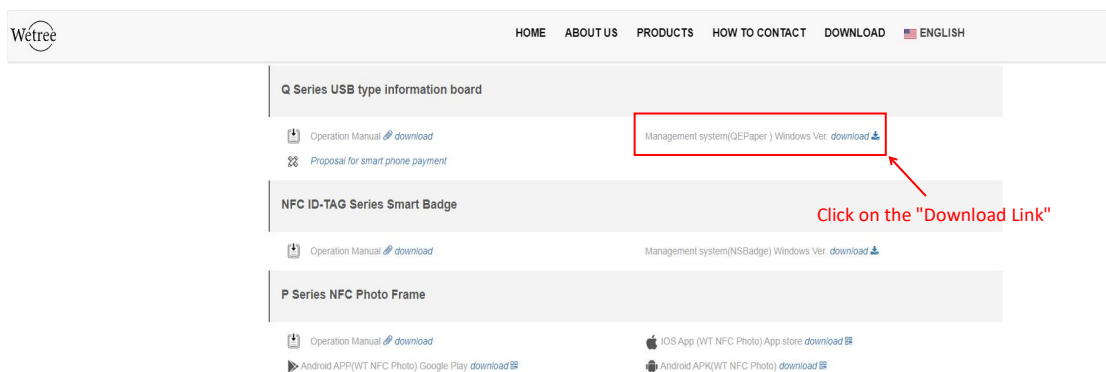 Wetree
HOME ABOUT US PRODUCTS HOW TO CONTACT DOWNLOAD ENGLISH
Q Series USB type information board
Operation Manual download
Management system(QEPaper ) Windows Ver. download
Proposal for smart phone payment
NFC ID-TAG Series Smart Badge
Click on the "Download Link"
Operation Manual download
Management system(NSBadge) Windows Ver. download
P Series NFC Photo Frame
Operation Manual download
IOS App (WT NFC Photo) App store download
Android APP(WT NFC Photo) Google Play download
Android APK(WT NFC Photo) download